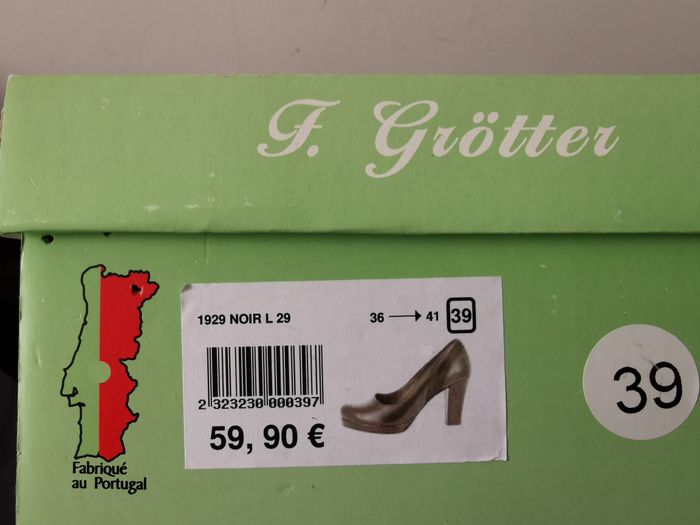 F. Grötter
1929 NOIR L 29
36 → 41 39
2 323230 000397
59, 90 €
39
Fabriqué
au Portugal